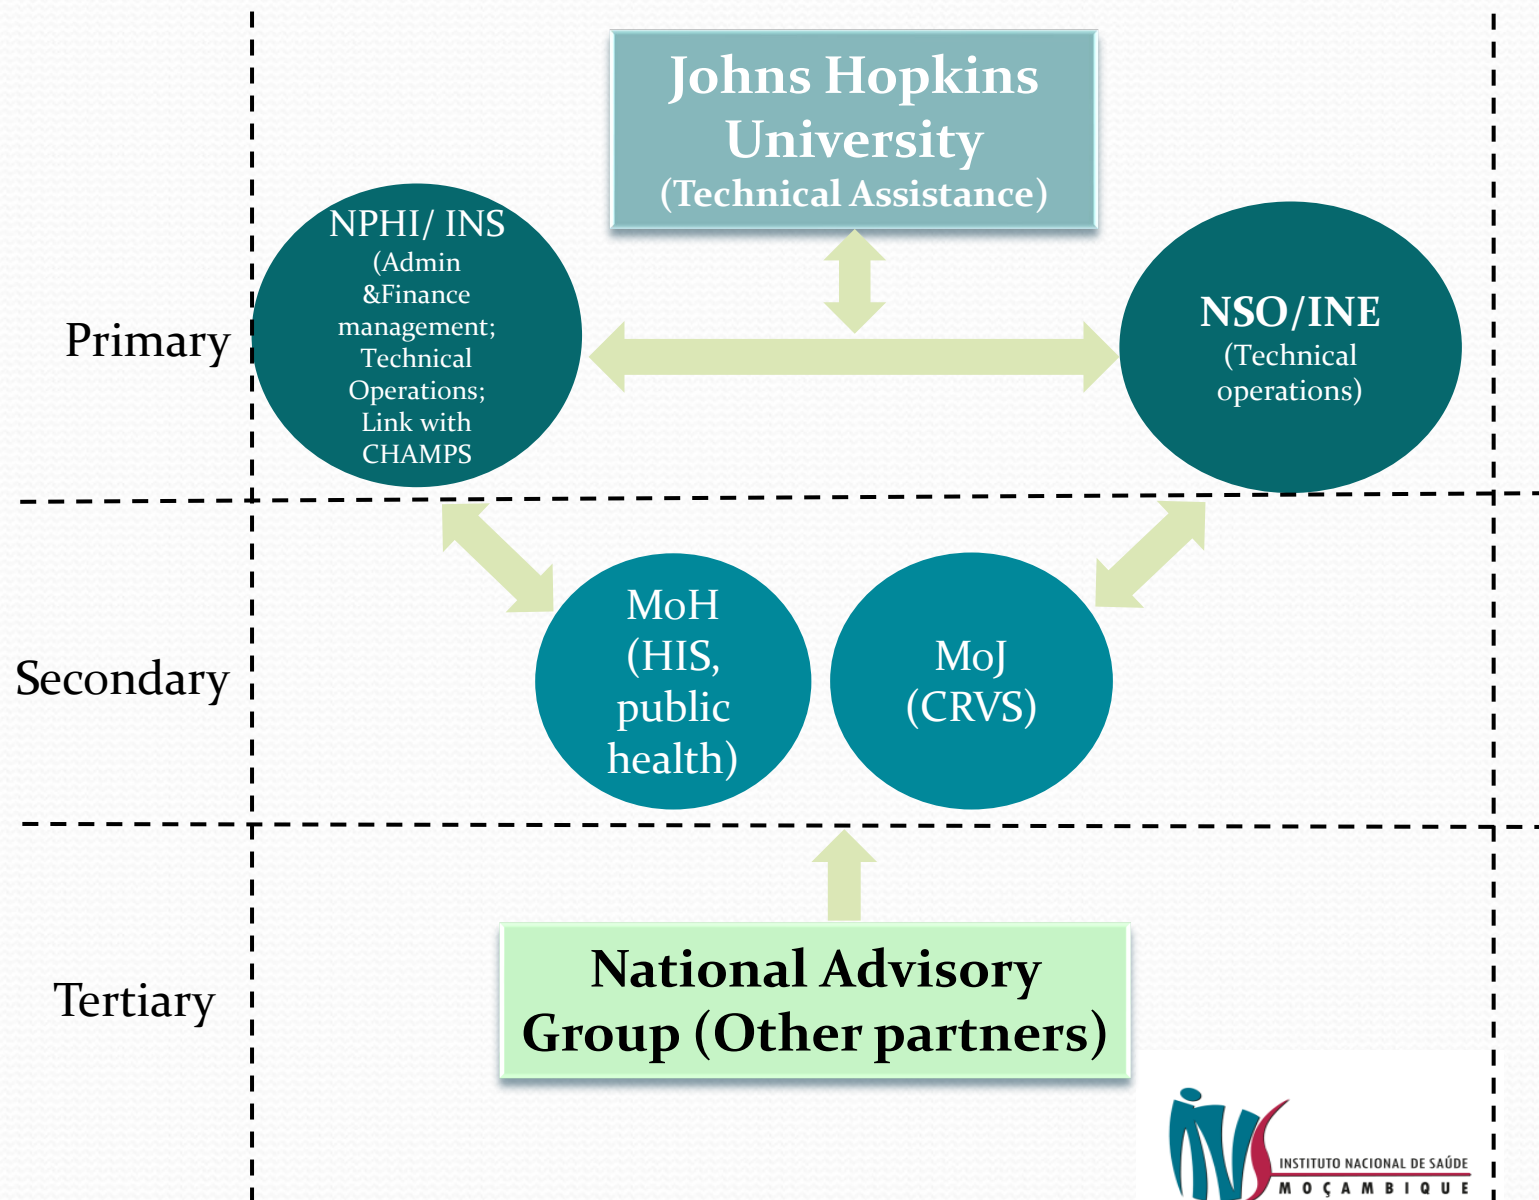 Johns Hopkins
University
(Technical Assistance)
NPHI/ INS
(Admin
&Finance
management;
Technical
Operations;
Link with
CHAMPS
NSO/INE
(Technical
operations)
Primary
MoH
(HIS,
public
health)
MoJ
(CRVS)
Secondary
National Advisory
Group (Other partners)
Tertiary
INS
INSTITUTO NACIONAL DE SAÚDE
MOÇAMBIQUE